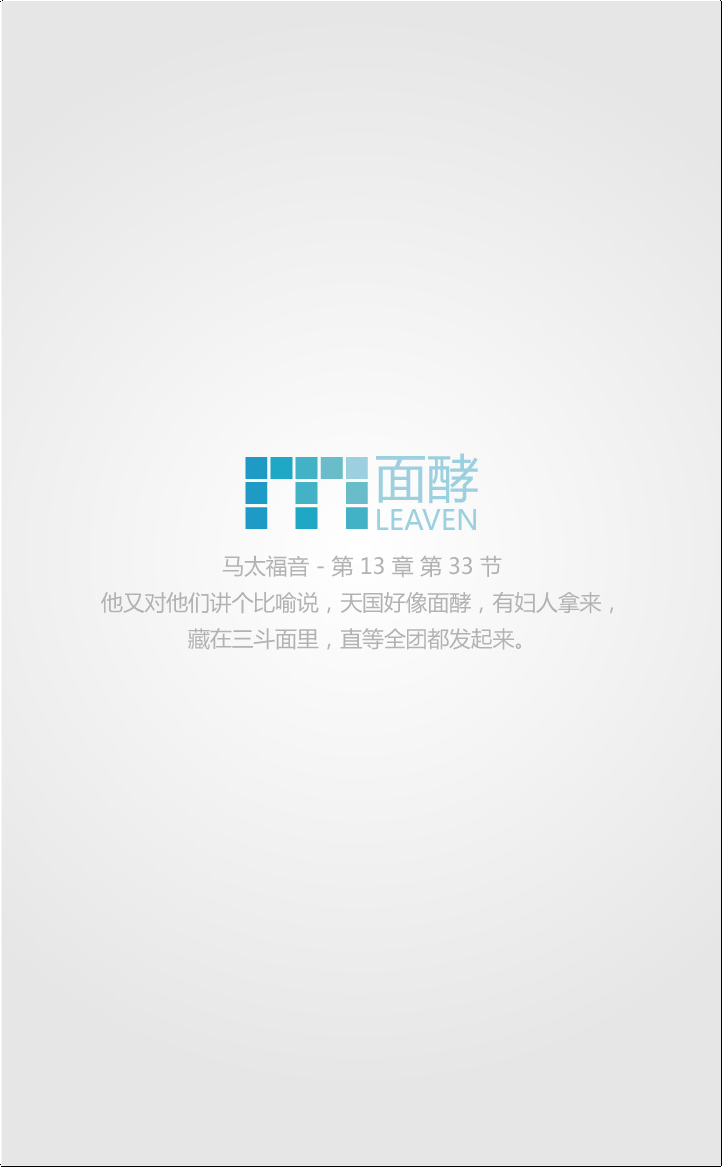 面酵
LEAVEN
马太福音 - 第 13 章 第 33 节
他又对他们讲个比喻说，天国好像面酵，有妇人拿来，
藏在三斗面里，直等全团都发起来。